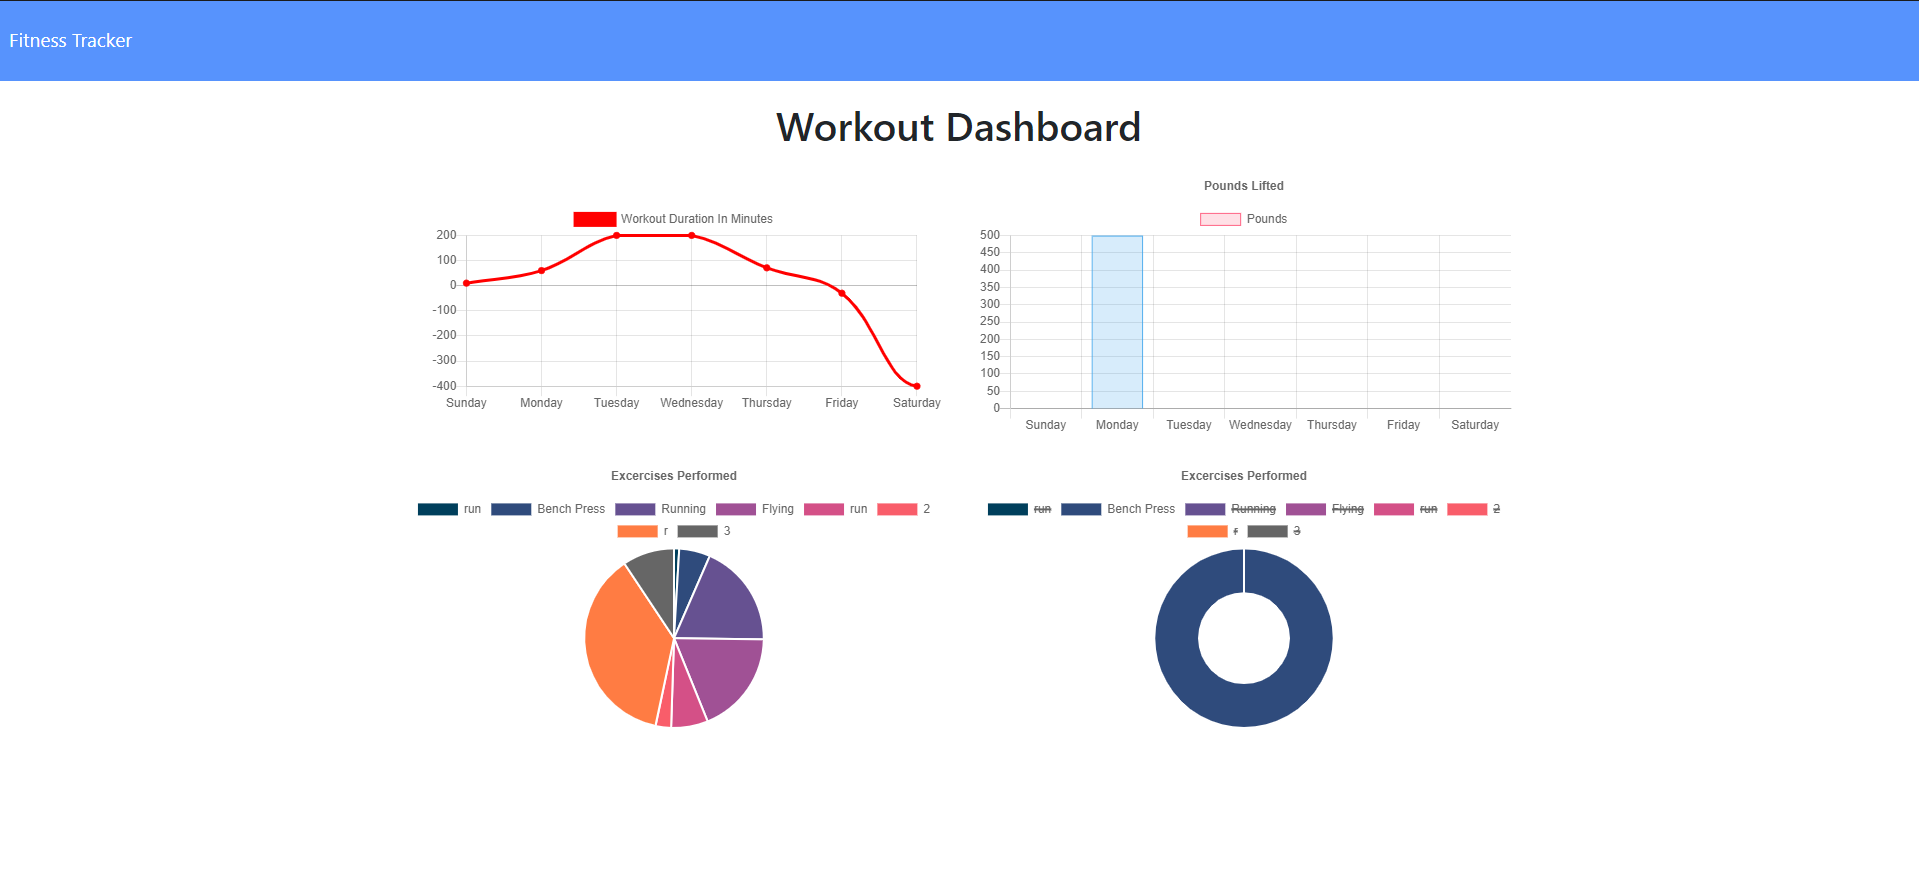 Fitness Tracker
Workout Dashboard
Workout Duration In Minutes
200
100
0
-100
-200
-300
-400
Sunday Monday Tuesday Wednesday Thursday Friday Saturday
Pounds Lifted
Pounds
500
450
400
350
300
250
200
150
100
50
0
Sunday Monday Tuesday Wednesday Thursday Friday Saturday
Excercises Performed
run Bench Press Running Flying run 2
r 3
Excercises Performed
run Bench Press Running Flying run 2
r 3